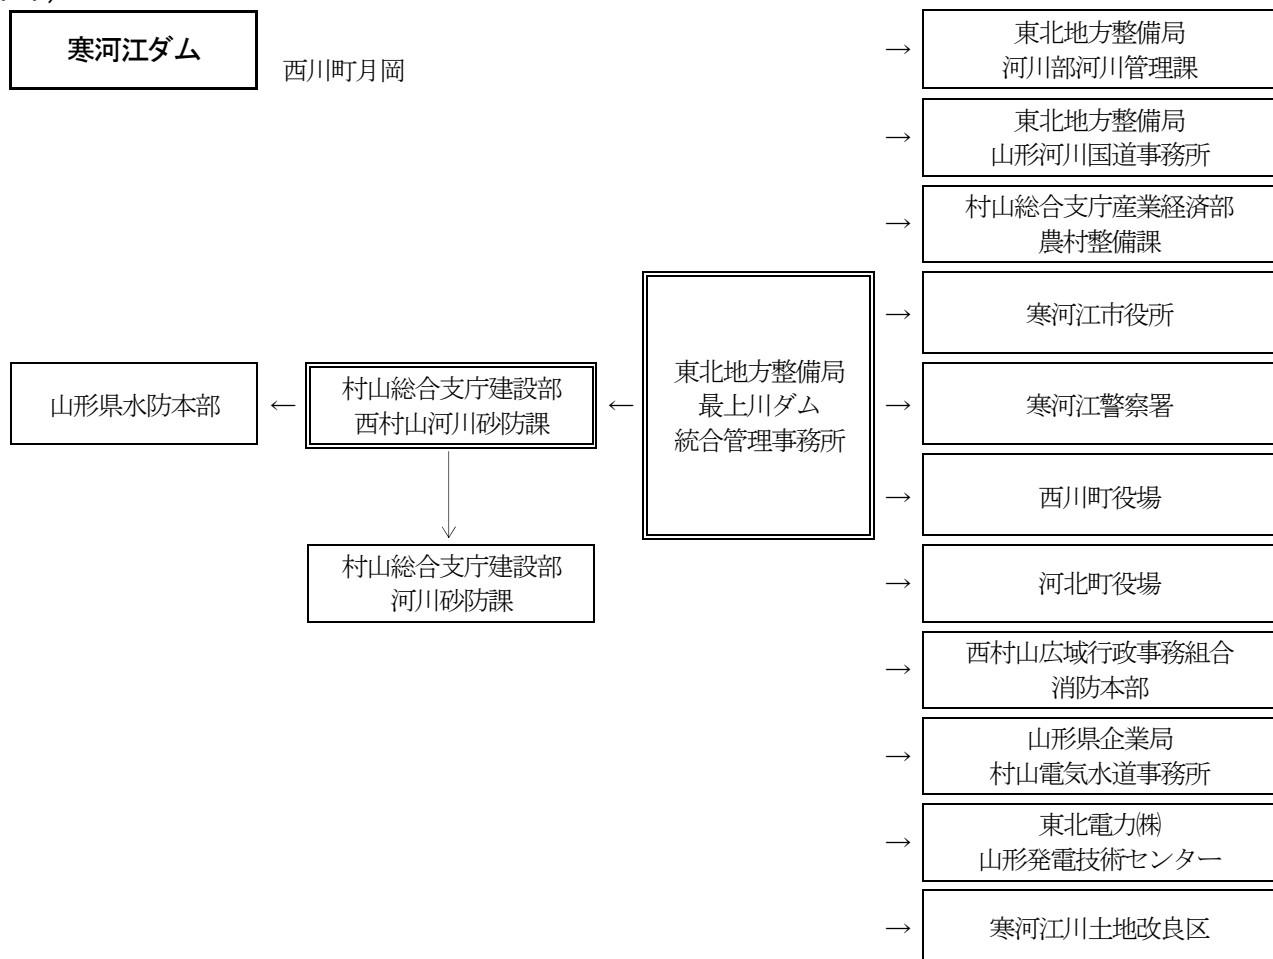 寒河江ダム
西川町月岡
→
東北地方整備局
河川部河川管理課
→
東北地方整備局
山形河川国道事務所
→
村山総合支庁産業経済部
農村整備課
→
寒河江市役所
山形県水防本部
←
村山総合支庁建設部
西村山河川砂防課
←
東北地方整備局
最上川ダム
統合管理事務所
→
寒河江警察署
→
西川町役場
村山総合支庁建設部
河川砂防課
→
河北町役場
→
西村山広域行政事務組合
消防本部
→
山形県企業局
村山電気水道事務所
→
東北電力㈱
山形発電技術センター
→
寒河江川土地改良区